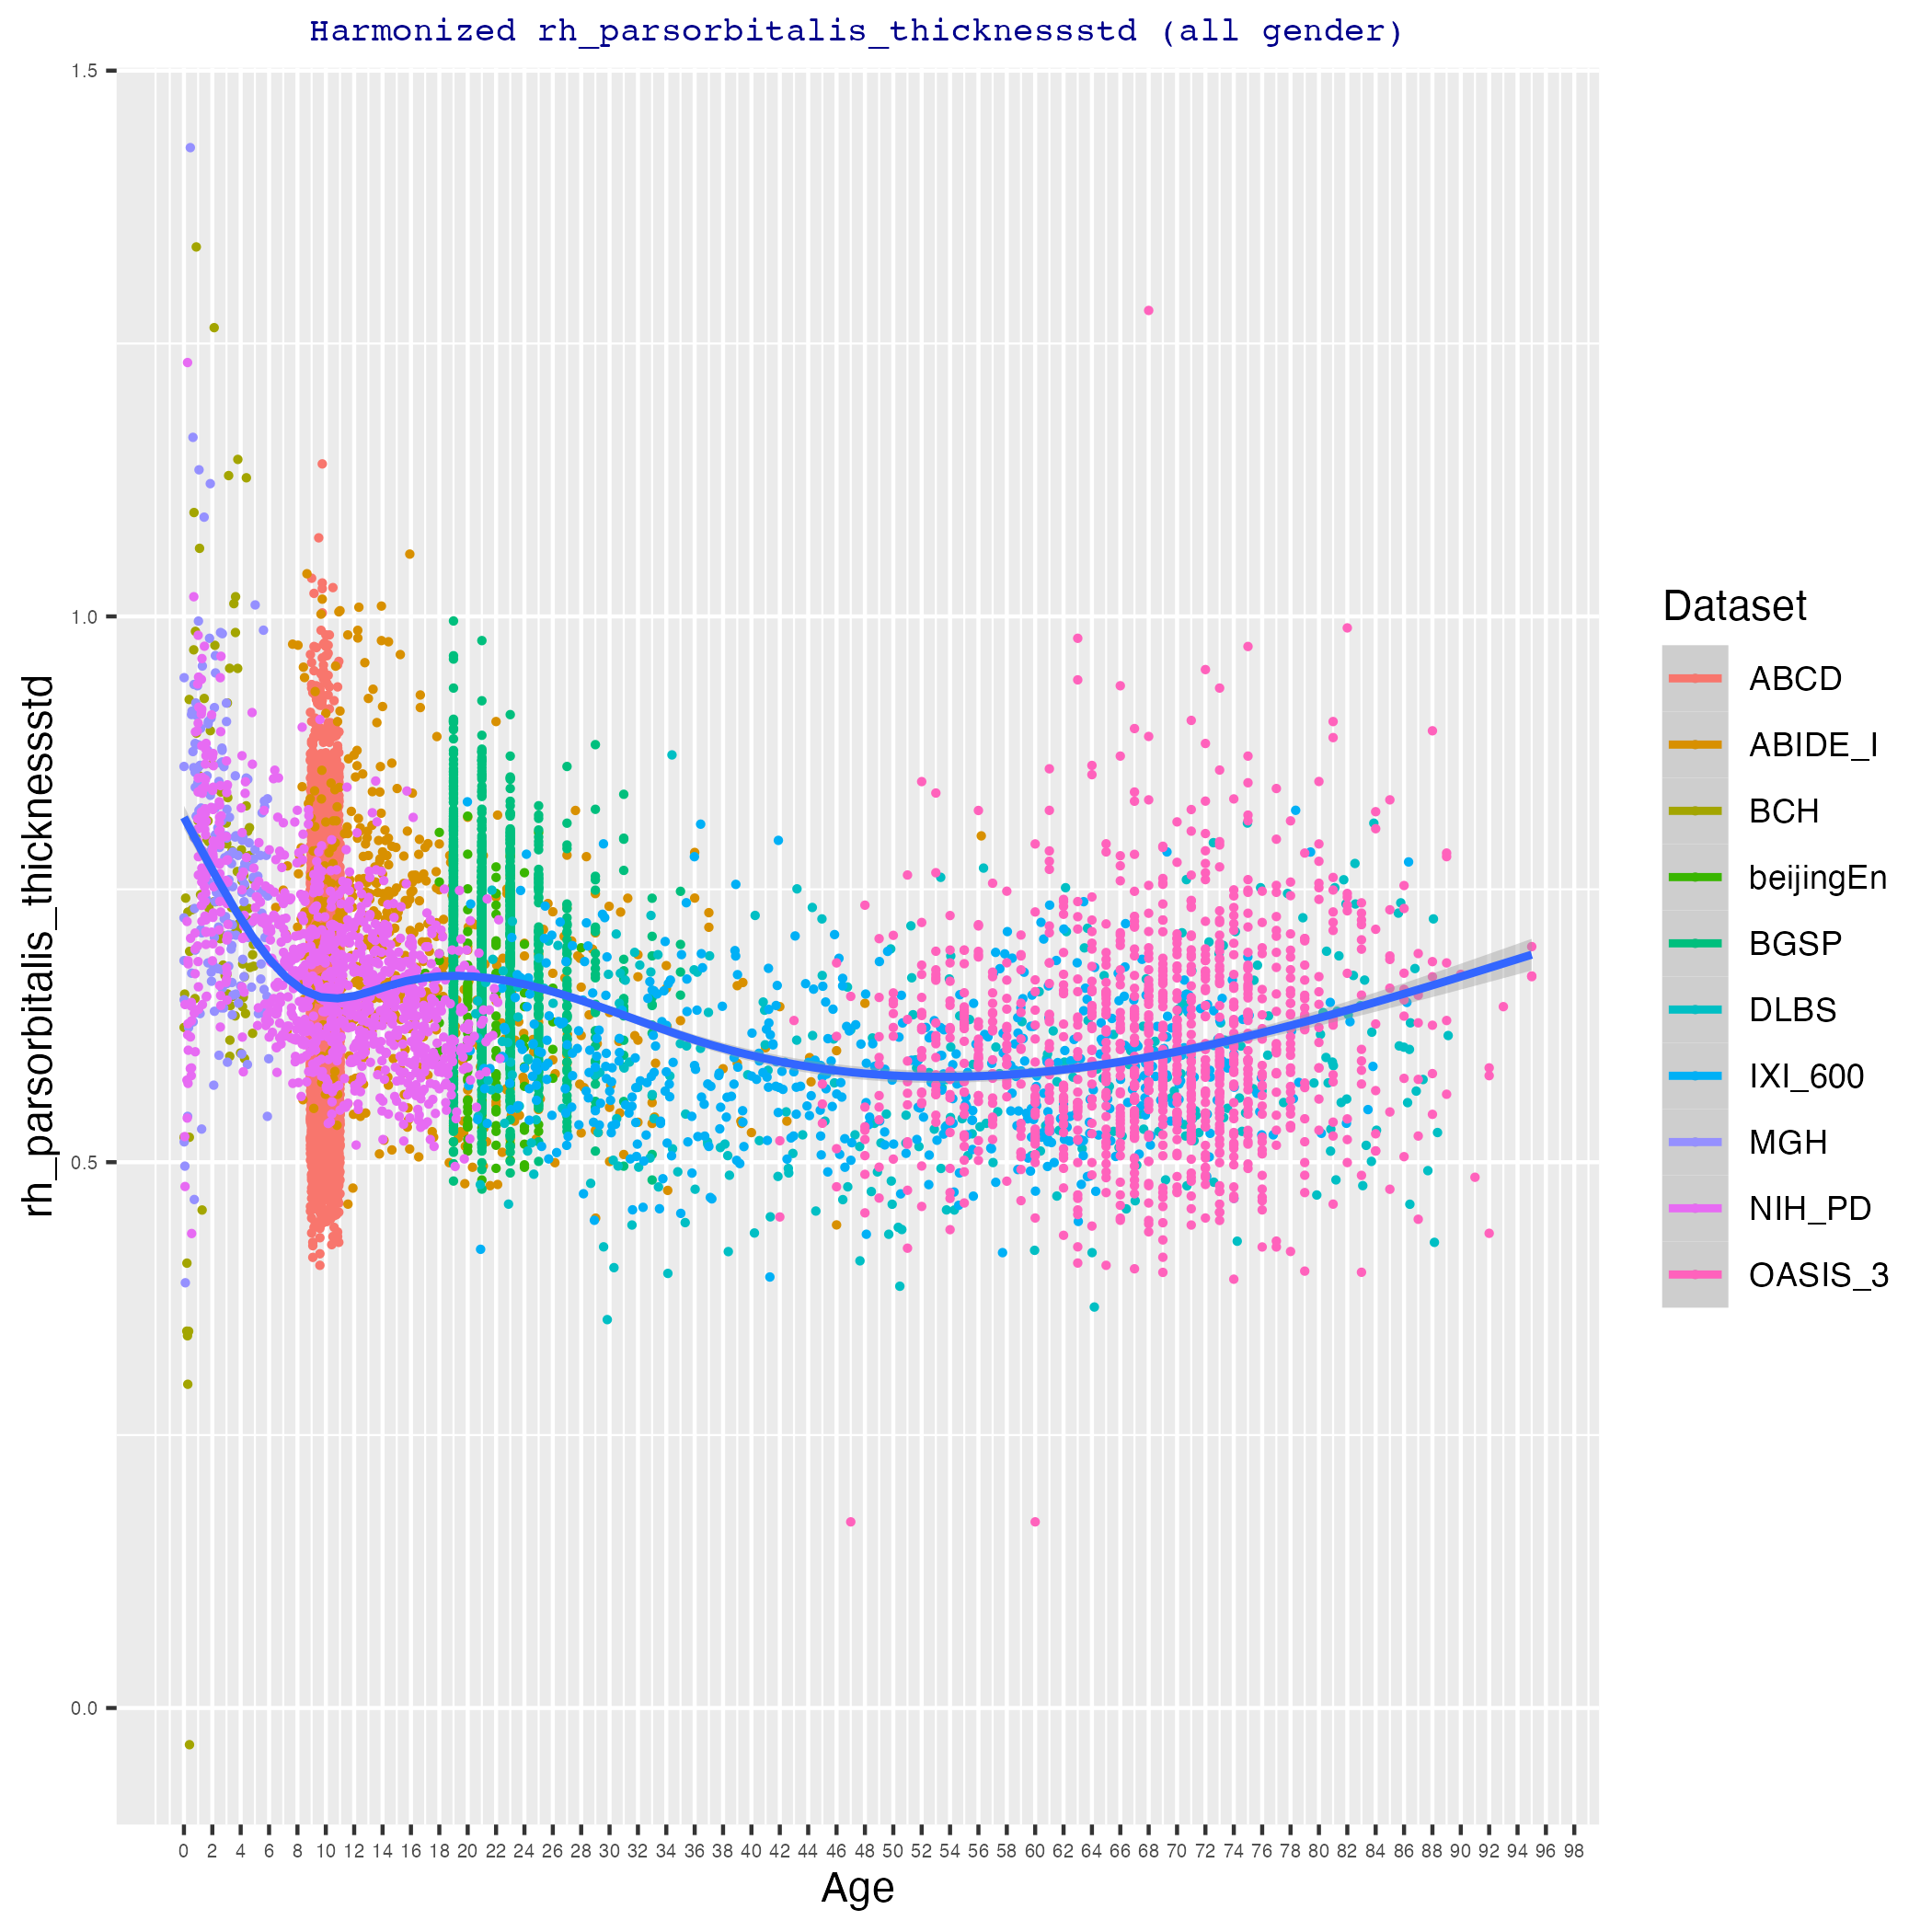 Harmonized rh_parsorbitalis_thicknessstd (all gender)
rh_parsorbitalis_thicknessstd
1.5
1.0
0.5
0.0
0 2 4 6 8 10 12 14 16 18 20 22 24 26 28 30 32 34 36 38 40 42 44 46 48 50 52 54 56 58 60 62 64 66 68 70 72 74 76 78 80 82 84 86 88 90 92 94 96 98
Age
Dataset
ABCD
ABIDE_I
BCH
beijingEn
BGSP
DLBS
IXI_600
MGH
NIH_PD
OASIS_3